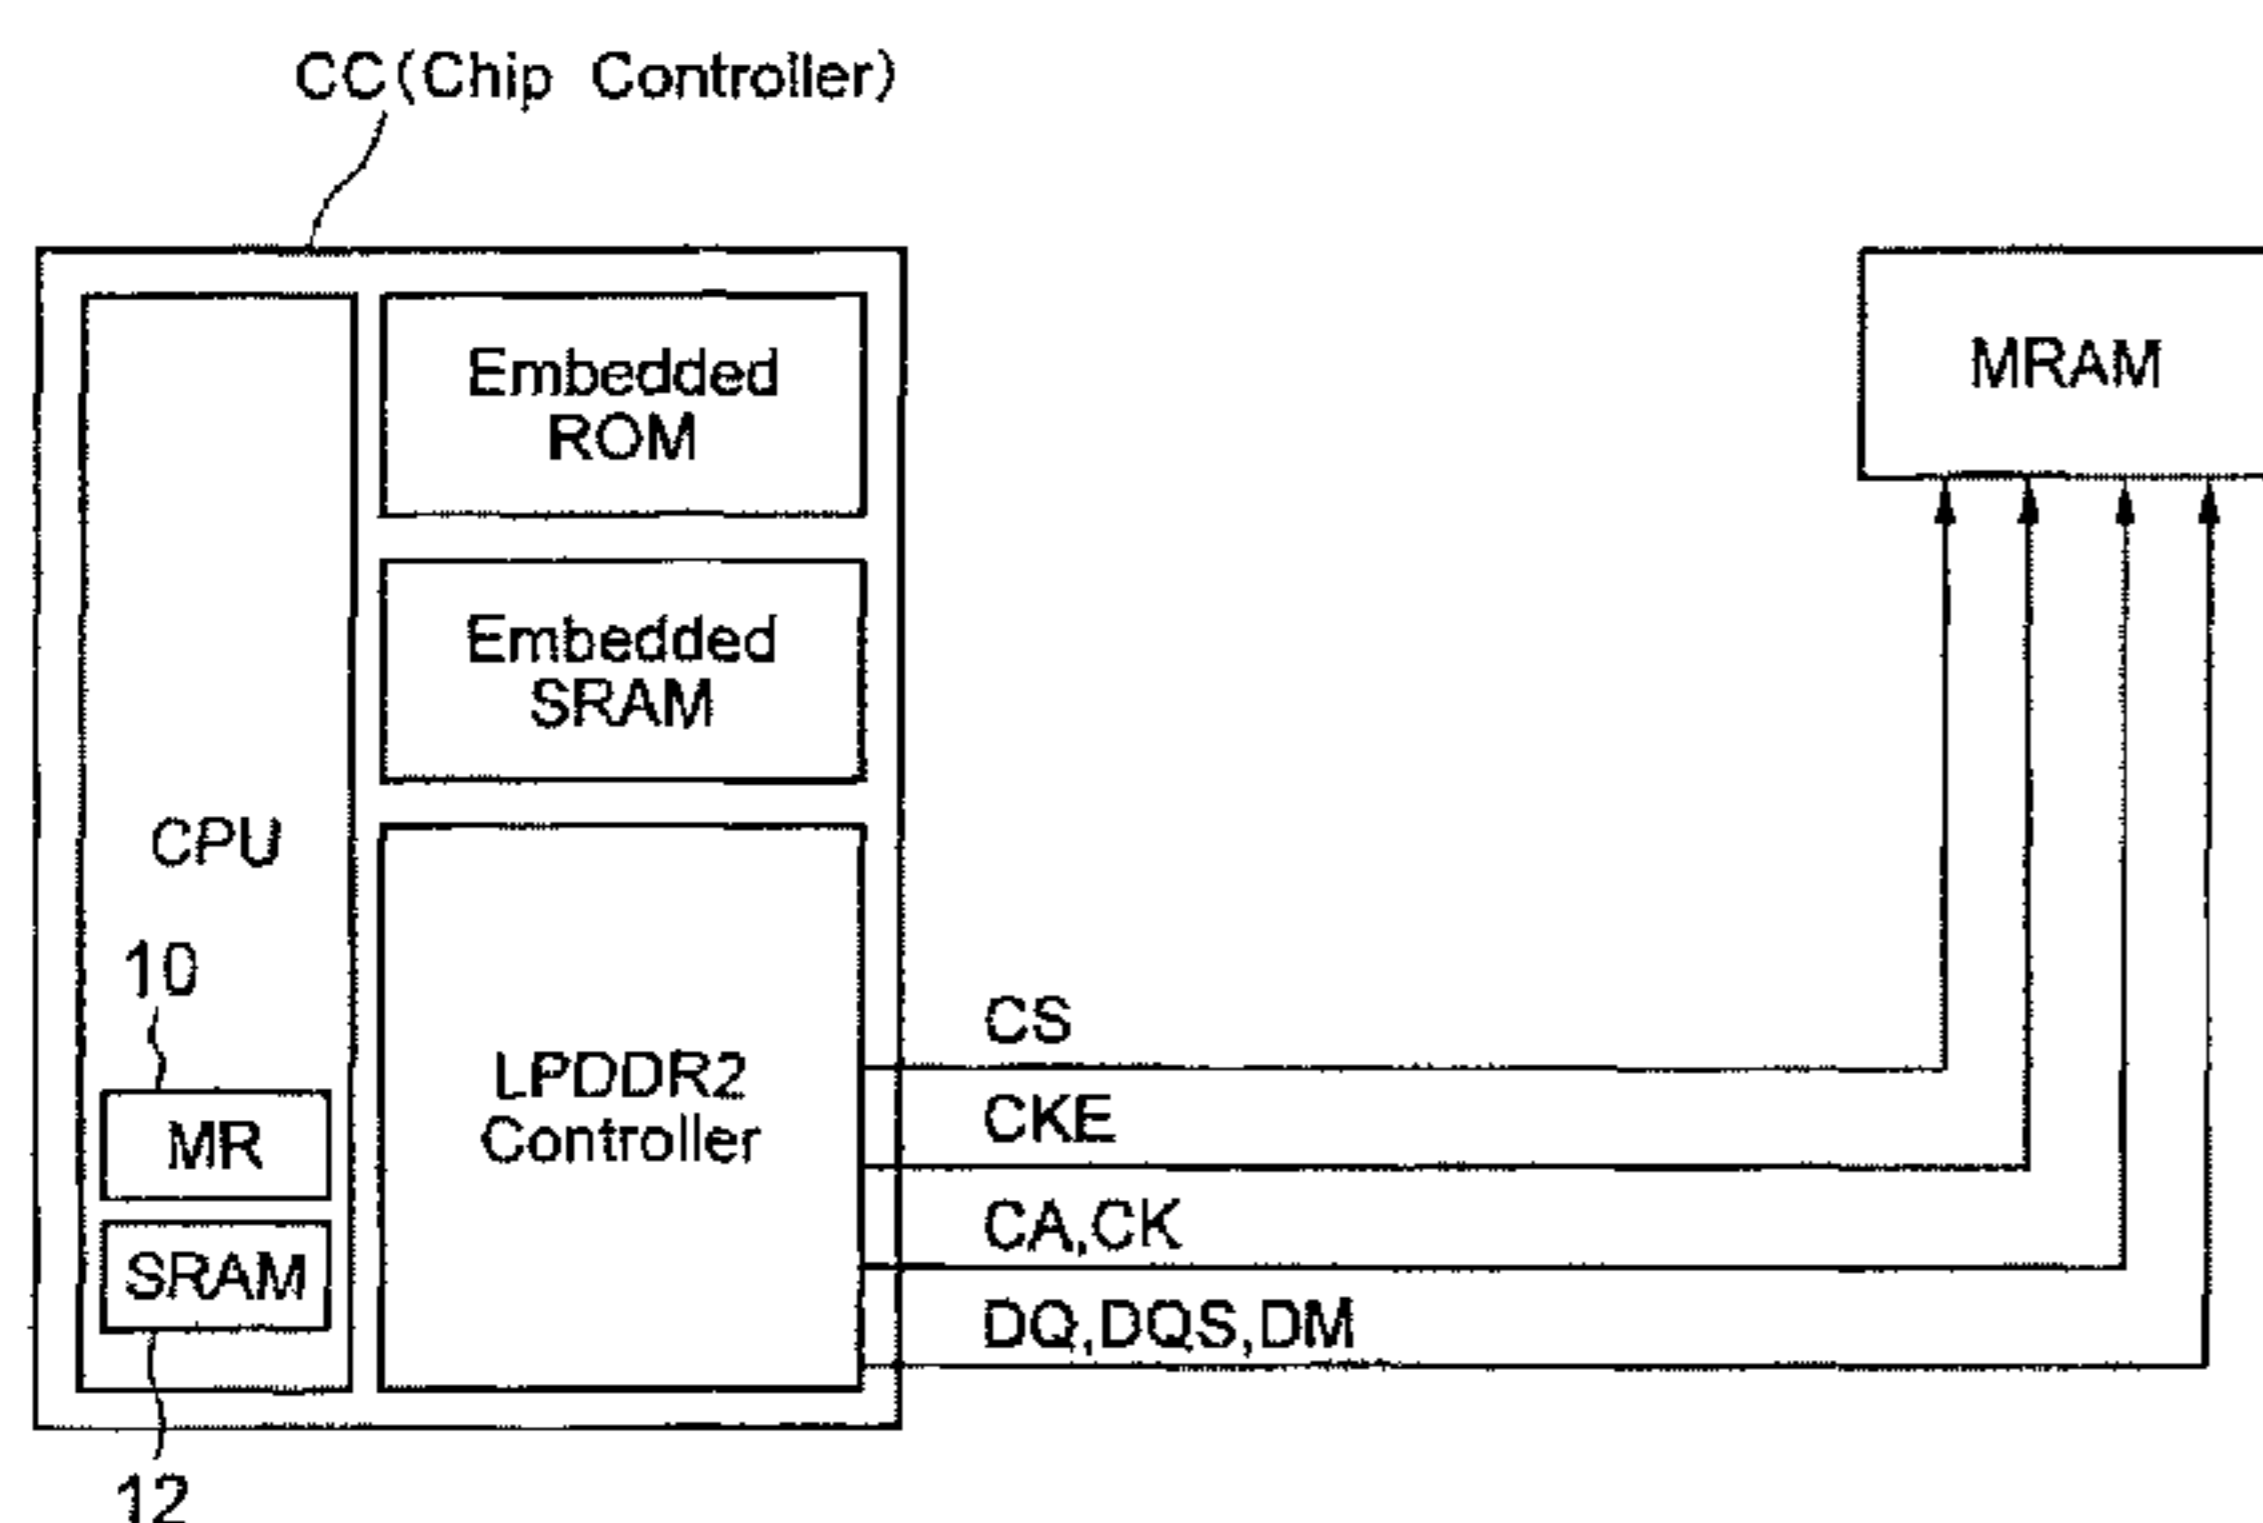 CC(Chip Controller)
Embedded
ROM
MRAM
Embedded
SRAM
CPU
10
MR
SRAM
12
LPDDR2
Controller
CS
CKE
CA,CK
DQ,DQS,DM